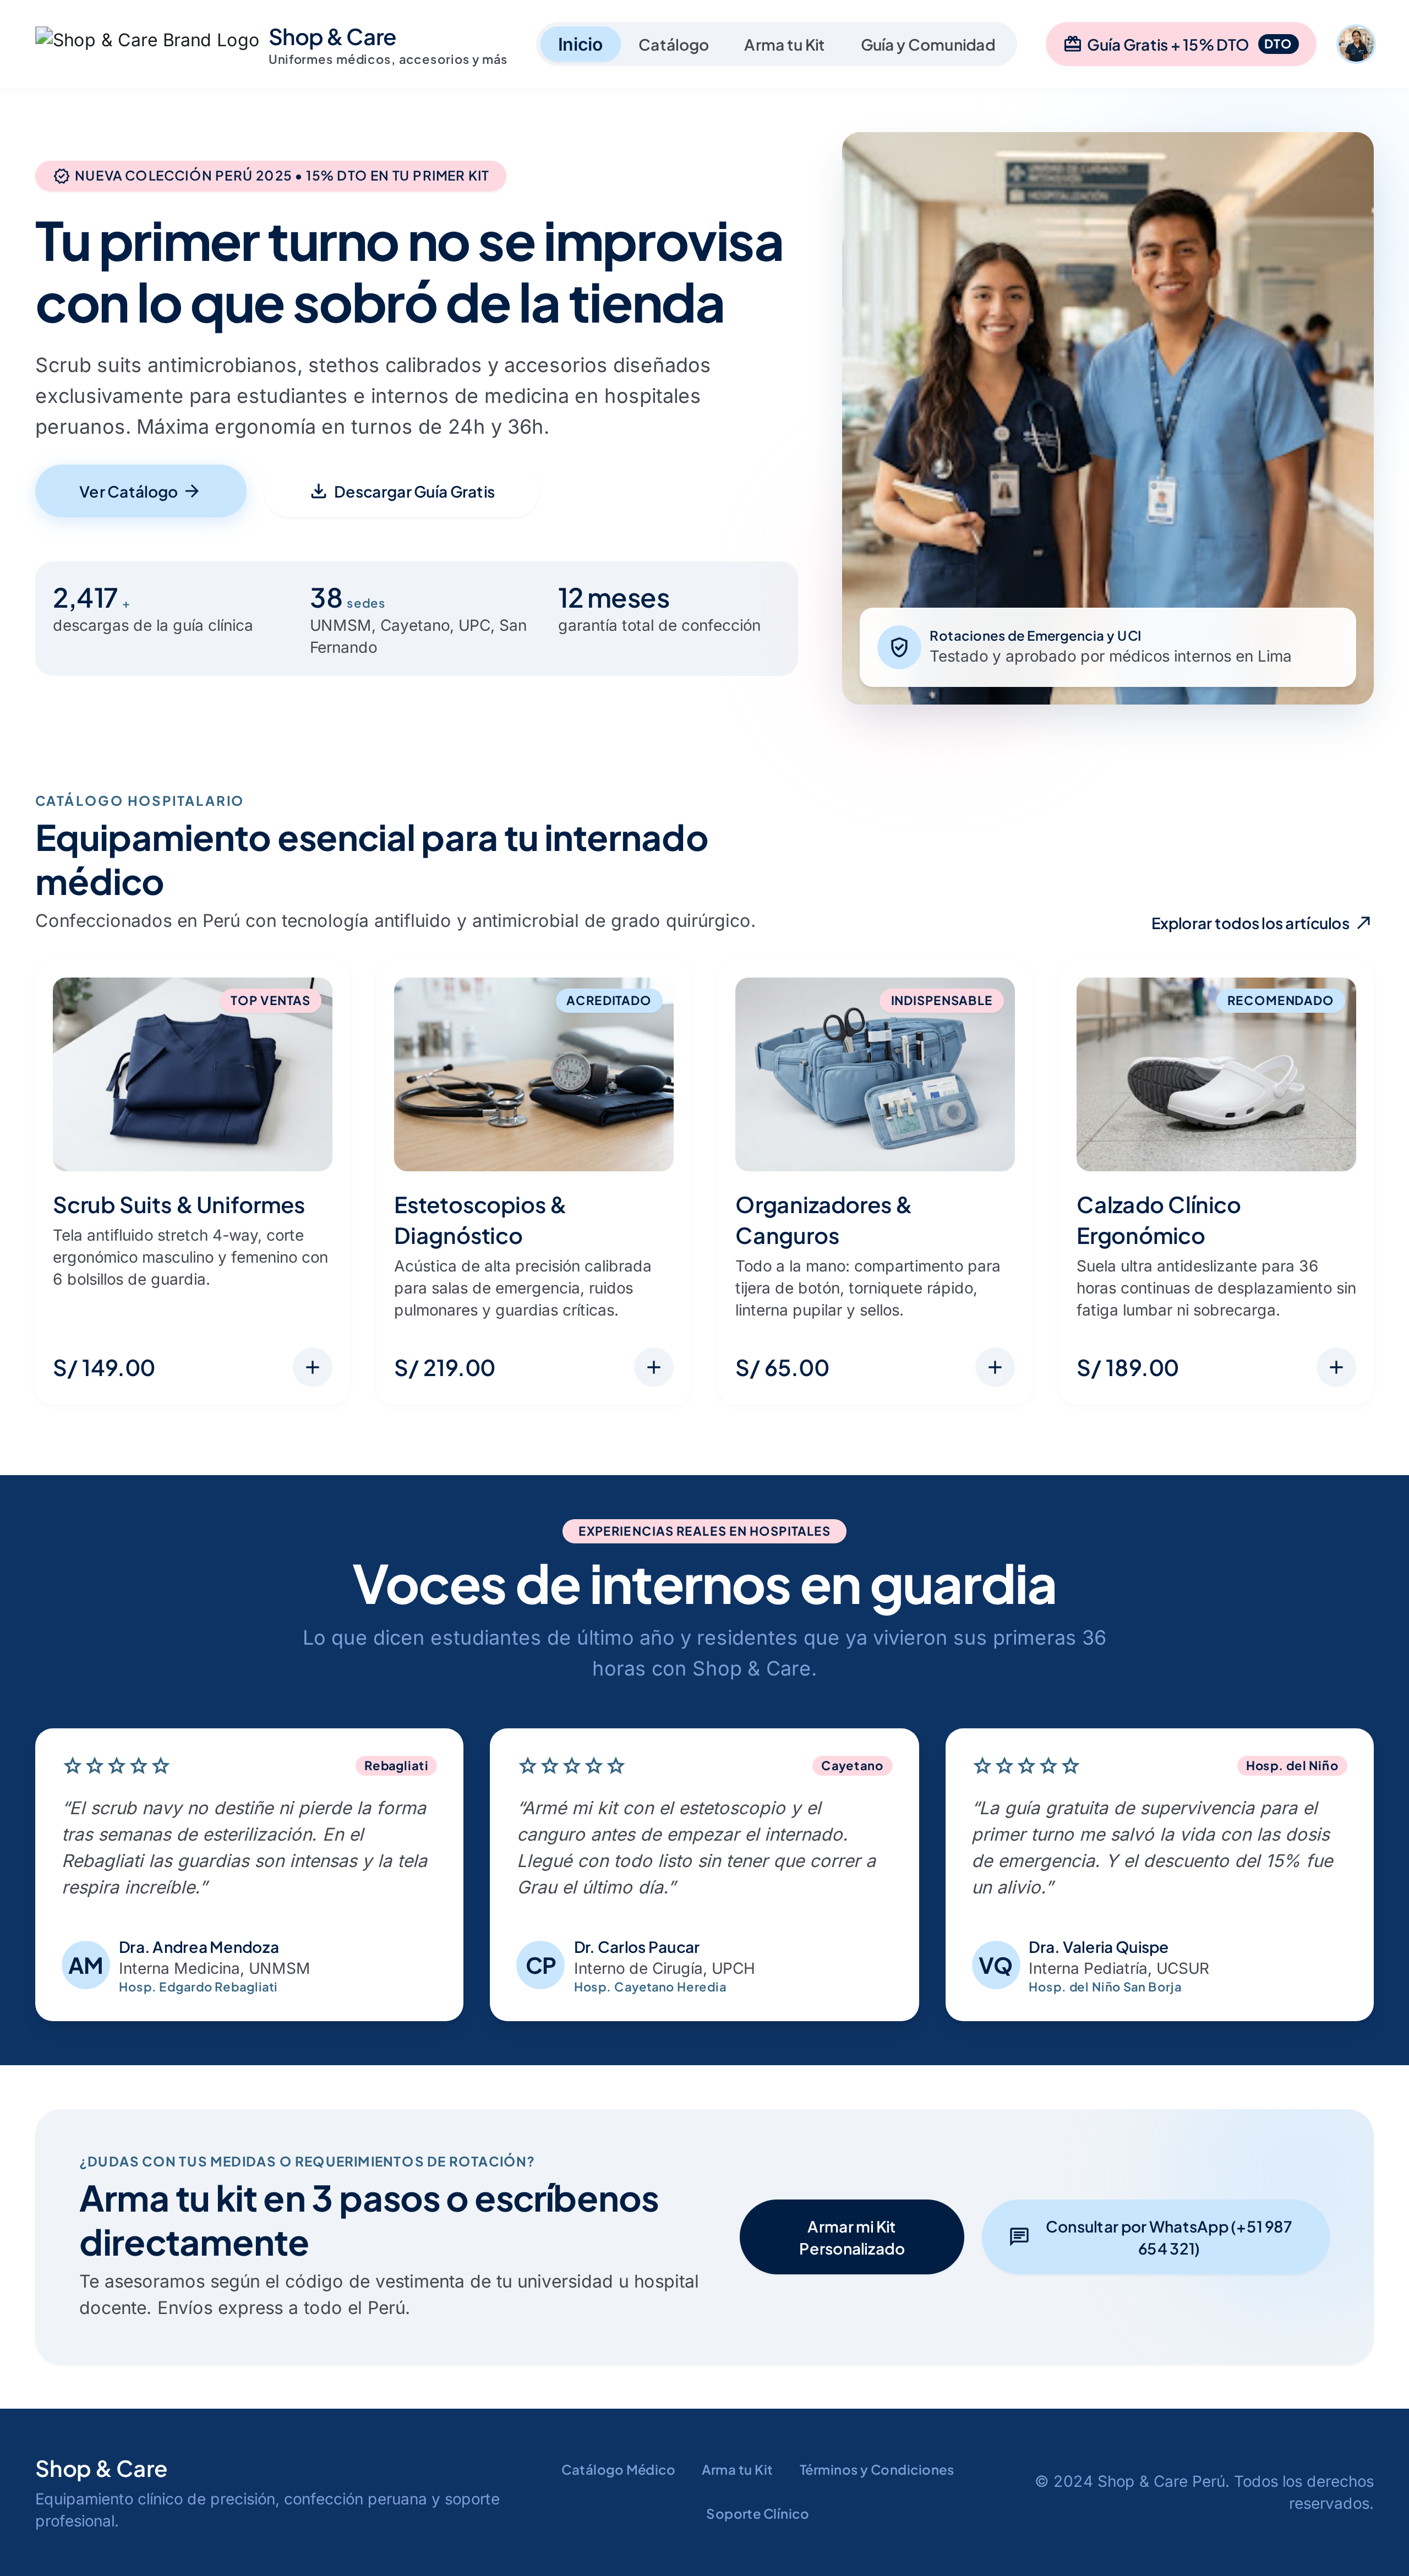 Shop & Care Brand Logo
Shop & Care
Uniformes médicos, accesorios y más
Inicio
Catálogo
Arma tu Kit
Guía y Comunidad
Guía Gratis + 15% DTO
DTO
NUEVA COLECCIÓN PERÚ 2025 • 15% DTO EN TU PRIMER KIT
Tu primer turno no se improvisa
con lo que sobró de la tienda
Scrub suits antimicrobianos, stethos calibrados y accesorios diseñados
exclusivamente para estudiantes e internos de medicina en hospitales
peruanos. Máxima ergonomía en turnos de 24h y 36h.
Ver Catálogo
Descargar Guía Gratis
2,417 +
descargas de la guía clínica
38 sedes
UNMSM, Cayetano, UPC, San
Fernando
12 meses
garantía total de confección
HOSPITALIZACIÓN
Rotaciones de Emergencia y UCI
Testado y aprobado por médicos internos en Lima
CATÁLOGO HOSPITALARIO
Equipamiento esencial para tu internado
médico
Confeccionados en Perú con tecnología antifluido y antimicrobial de grado quirúrgico.
Explorar todos los artículos
TOP VENTAS
Scrub Suits & Uniformes
Tela antifluido stretch 4-way, corte
ergonómico masculino y femenino con
6 bolsillos de guardia.
S/ 149.00
ACREDITADO
Estetoscopios &
Diagnóstico
Acústica de alta precisión calibrada
para salas de emergencia, ruidos
pulmonares y guardias críticas.
S/ 219.00
INDISPENSABLE
Organizadores &
Canguros
Todo a la mano: compartimento para
tijera de botón, torniquete rápido,
linterna pupilar y sellos.
S/ 65.00
RECOMENDADO
Calzado Clínico
Ergonómico
Suela ultra antideslizante para 36
horas continuas de desplazamiento sin
fatiga lumbar ni sobrecarga.
S/ 189.00
EXPERIENCIAS REALES EN HOSPITALES
Voces de internos en guardia
Lo que dicen estudiantes de último año y residentes que ya vivieron sus primeras 36
horas con Shop & Care.
Rebagliati
“El scrub navy no destiñe ni pierde la forma
tras semanas de esterilización. En el
Rebagliati las guardias son intensas y la tela
respira increíble.”
AM
Dra. Andrea Mendoza
Interna Medicina, UNMSM
Hosp. Edgardo Rebagliati
Cayetano
“Armé mi kit con el estetoscopio y el
canguro antes de empezar el internado.
Llegué con todo listo sin tener que correr a
Grau el último día.”
CP
Dr. Carlos Paucar
Interno de Cirugía, UPCH
Hosp. Cayetano Heredia
Hosp. del Niño
“La guía gratuita de supervivencia para el
primer turno me salvó la vida con las dosis
de emergencia. Y el descuento del 15% fue
un alivio.”
VQ
Dra. Valeria Quispe
Interna Pediatría, UCSUR
Hosp. del Niño San Borja
¿DUDAS CON TUS MEDIDAS O REQUERIMIENTOS DE ROTACIÓN?
Arma tu kit en 3 pasos o escríbenos
directamente
Te asesoramos según el código de vestimenta de tu universidad u hospital
docente. Envíos express a todo el Perú.
Armar mi Kit
Personalizado
Consultar por WhatsApp (+51 987
654 321)
Shop & Care
Equipamiento clínico de precisión, confección peruana y soporte
profesional.
Catálogo Médico
Arma tu Kit
Términos y Condiciones
Soporte Clínico
© 2024 Shop & Care Perú. Todos los derechos
reservados.